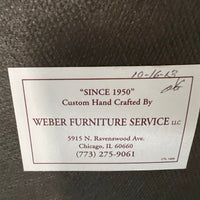 10-16-13
"SINCE 1950"
Custom Hand Crafted By
WEBER FURNITURE SERVICE LLC
5915 N. Ravenswood Ave.
Chicago, IL 60660
(773) 275-9061